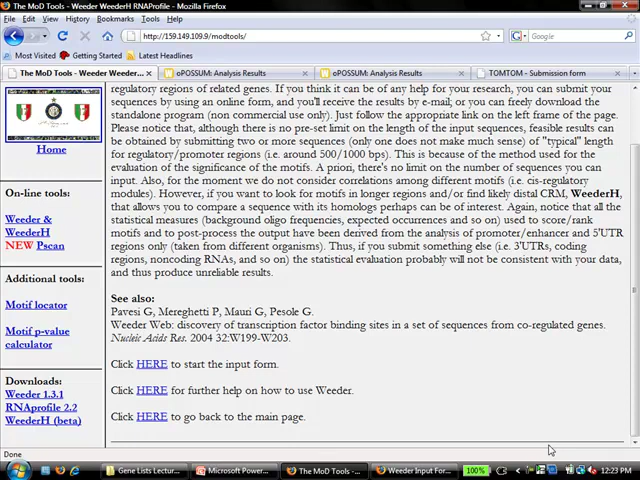 The MoD Tools - Weeder WeederH RNAProfile - Mozilla Firefox
File Edit View History Bookmarks Tools Help
http://159.149.109.9/modtools/
Google
Most Visited Getting Started Latest Headlines
The MoD Tools - Weeder Weeder... oPOSSUM: Analysis Results oPOSSUM: Analysis Results TOMTOM - Submission form
Home
On-line tools:
Weeder &
WeederH
NEW Pscan
Additional tools:
Motif locator
Motif p-value
calculator
Downloads:
Weeder 1.3.1
RNAprofile 2.2
WeederH (beta)
regulatory regions of related genes. If you think it can be of any help for your research, you can submit your
sequences by using an online form, and you'll receive the results by e-mail; or you can freely download the
standalone program (non commercial use only). Just follow the appropriate link on the left frame of the page.
Please notice that, although there is no pre-set limit on the length of the input sequences, feasible results can
be obtained by submitting two or more sequences (only one does not make much sense) of "typical" length
for regulatory/promoter regions (i.e. around 500/1000 bps). This is because of the method used for the
evaluation of the significance of the motifs. A priori, there's no limit on the number of sequences you can
input. Also, for the moment we do not consider correlations among different motifs (i.e. cis-regulatory
modules). However, if you want to look for motifs in longer regions and/or find likely distal CRM, WeederH,
that allows you to compare a sequence with its homologs perhaps can be of interest. Again, notice that all the
statistical measures (background oligo frequencies, expected occurrences and so on) used to score/rank
motifs and to post-process the output have been derived from the analysis of promoter/enhancer and 5'UTR
regions only (taken from different organisms). Thus, if you submit something else (i.e. 3'UTRs, coding
regions, noncoding RNAs, and so on) the statistical evaluation probably will not be consistent with your data,
and thus produce unreliable results.
See also:
Pavesi G, Mereghetti P, Mauri G, Pesole G.
Weeder Web: discovery of transcription factor binding sites in a set of sequences from co-regulated genes.
Nucleic Acids Res. 2004 32:W199-W203.
Click HERE to start the input form.
Click HERE for further help on how to use Weeder.
Click HERE to go back to the main page.
Done
Gene Lists Lectur... Microsoft Power... The MoD Tools -... Weeder Input For... 100% 12:23 PM